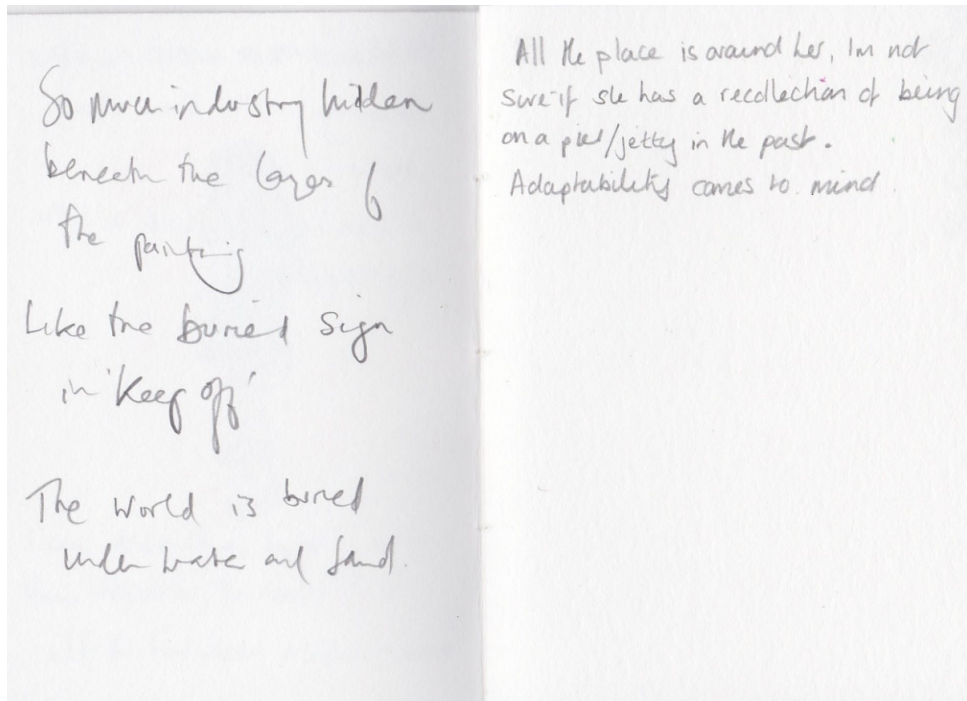 So much industry hidden
beneath the layers of
the painting
Like the buried sign
in 'Keep off'
The world is buried
under water and sand.
All the place is around her, Im not
sure if she has a recollection of being
on a pier/jetty in the past.
Adaptability comes to mind.